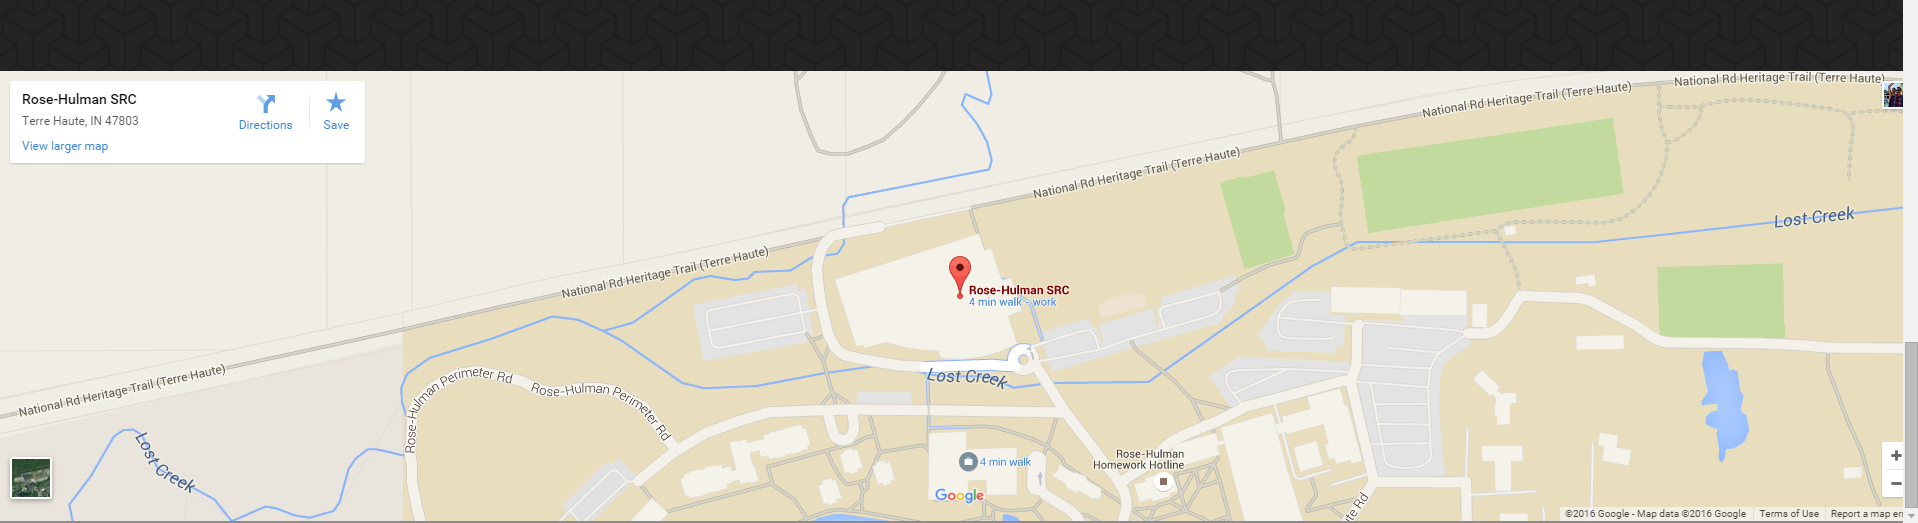 Rose-Hulman SRC
Terre Haute, IN 47803
View larger map
Directions
Save
National Rd Heritage Trail (Terre Haute)
National Rd Heritage Trail (Terre Haute)
National Rd Heritage Trail (Terre Haute)
National Rd Heritage Trail (Terre Haute)
National Rd Heritage Trail (Terre Haute)
Lost Creek
Rose-Hulman SRC
4 min walk - work
Lost Creek
Rose-Hulman Perimeter Rd
Rose-Hulman Perimeter Rd
Lost Creek
4 min walk
Rose-Hulman
Homework Hotline
Google
ute Rd
+
−
©2016 Google - Map data ©2016 Google
Terms of Use
Report a map er